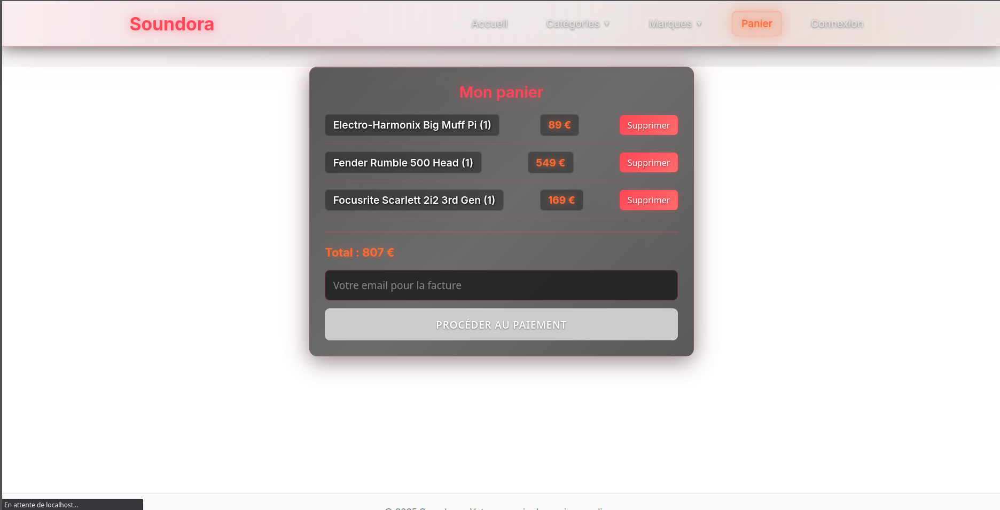 Soundora
Accueil
Catégories ▼
Marques ▼
Panier
Connexion
Mon panier
Electro-Harmonix Big Muff Pi (1) 89 € Supprimer
Fender Rumble 500 Head (1) 549 € Supprimer
Focusrite Scarlett 2i2 3rd Gen (1) 169 € Supprimer
Total : 807 €
Votre email pour la facture
PROCÉDER AU PAIEMENT
En attente de localhost...